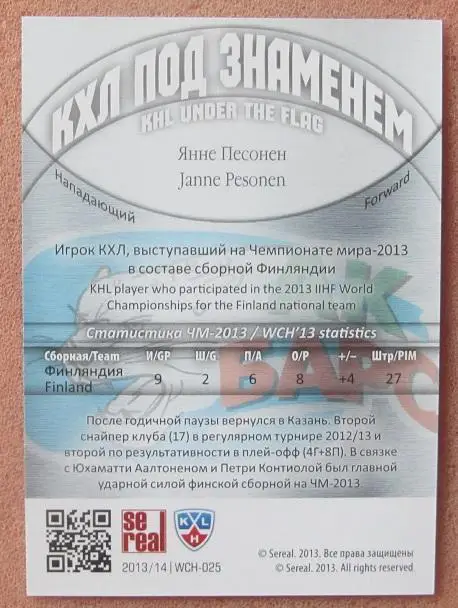 КХЛ ПОД ЗНАМЕНЕМ
KHL UNDER THE FLAG
Янне Песонен
Janne Pesonen
Нападающий
Forward
Игрок КХЛ, выступавший на Чемпионате мира-2013
в составе сборной Финляндии
KHL player who participated in the 2013 IIHF World
Championships for the Finland national team
Статистика ЧМ-2013 / WCH'13 statistics
Сборная/Team И/GP Ш/G П/A О/P +/– Штр/PIM
Финляндия
Finland 9 2 6 8 +4 27
После годичной паузы вернулся в Казань. Второй
снайпер клуба (17) в регулярном турнире 2012/13 и
второй по результативности в плей-офф (4Г+8П). В связке
с Юхаматти Аалтоненом и Петри Контиолой был главной
ударной силой финской сборной на ЧМ-2013.
se
real
KHL
2013/14 | WCH-025
© Sereal. 2013. Все права защищены
© Sereal. 2013. All rights reserved.